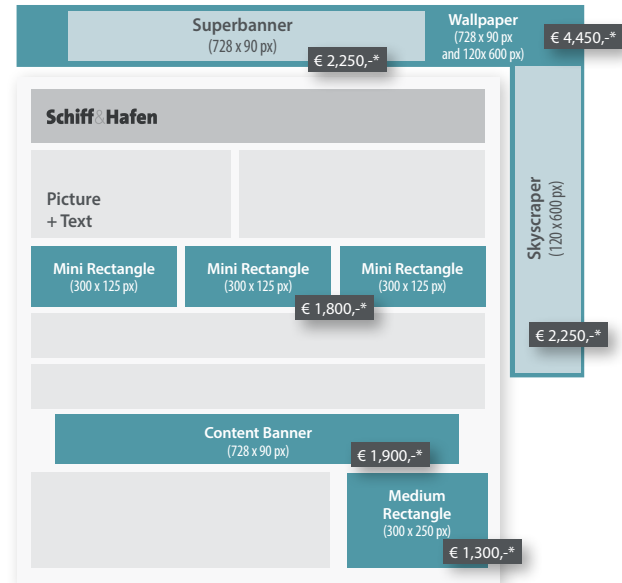 Superbanner
(728 x 90 px)
€ 2,250,-*
Wallpaper
(728 x 90 px
and 120x 600 px)
€ 4,450,-*
Schiff&Hafen
Skyscraper
(120 x 600 px)
€ 2,250,-*
Picture
+ Text
Mini Rectangle
(300 x 125 px)
Mini Rectangle
(300 x 125 px)
Mini Rectangle
(300 x 125 px)
€ 1,800,-*
Content Banner
(728 x 90 px)
€ 1,900,-*
Medium
Rectangle
(300 x 250 px)
€ 1,300,-*